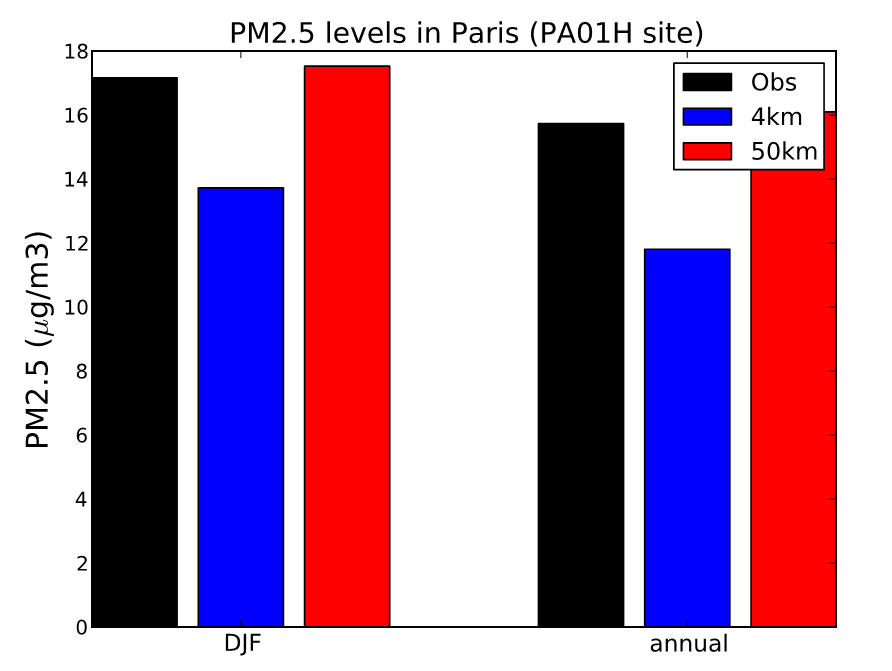 PM2.5 levels in Paris (PA01H site)
18
16
14
12
10
8
6
4
2
0
PM2.5 (μg/m3)
Obs
4km
50km
DJF
annual